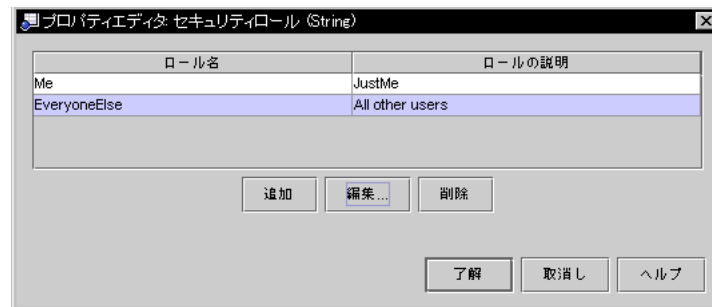 プロパティエディタ: セキュリティロール (String)
ロール名 ロールの説明
Me JustMe
EveryoneElse All other users
追加 編集... 削除
了解 取消し ヘルプ